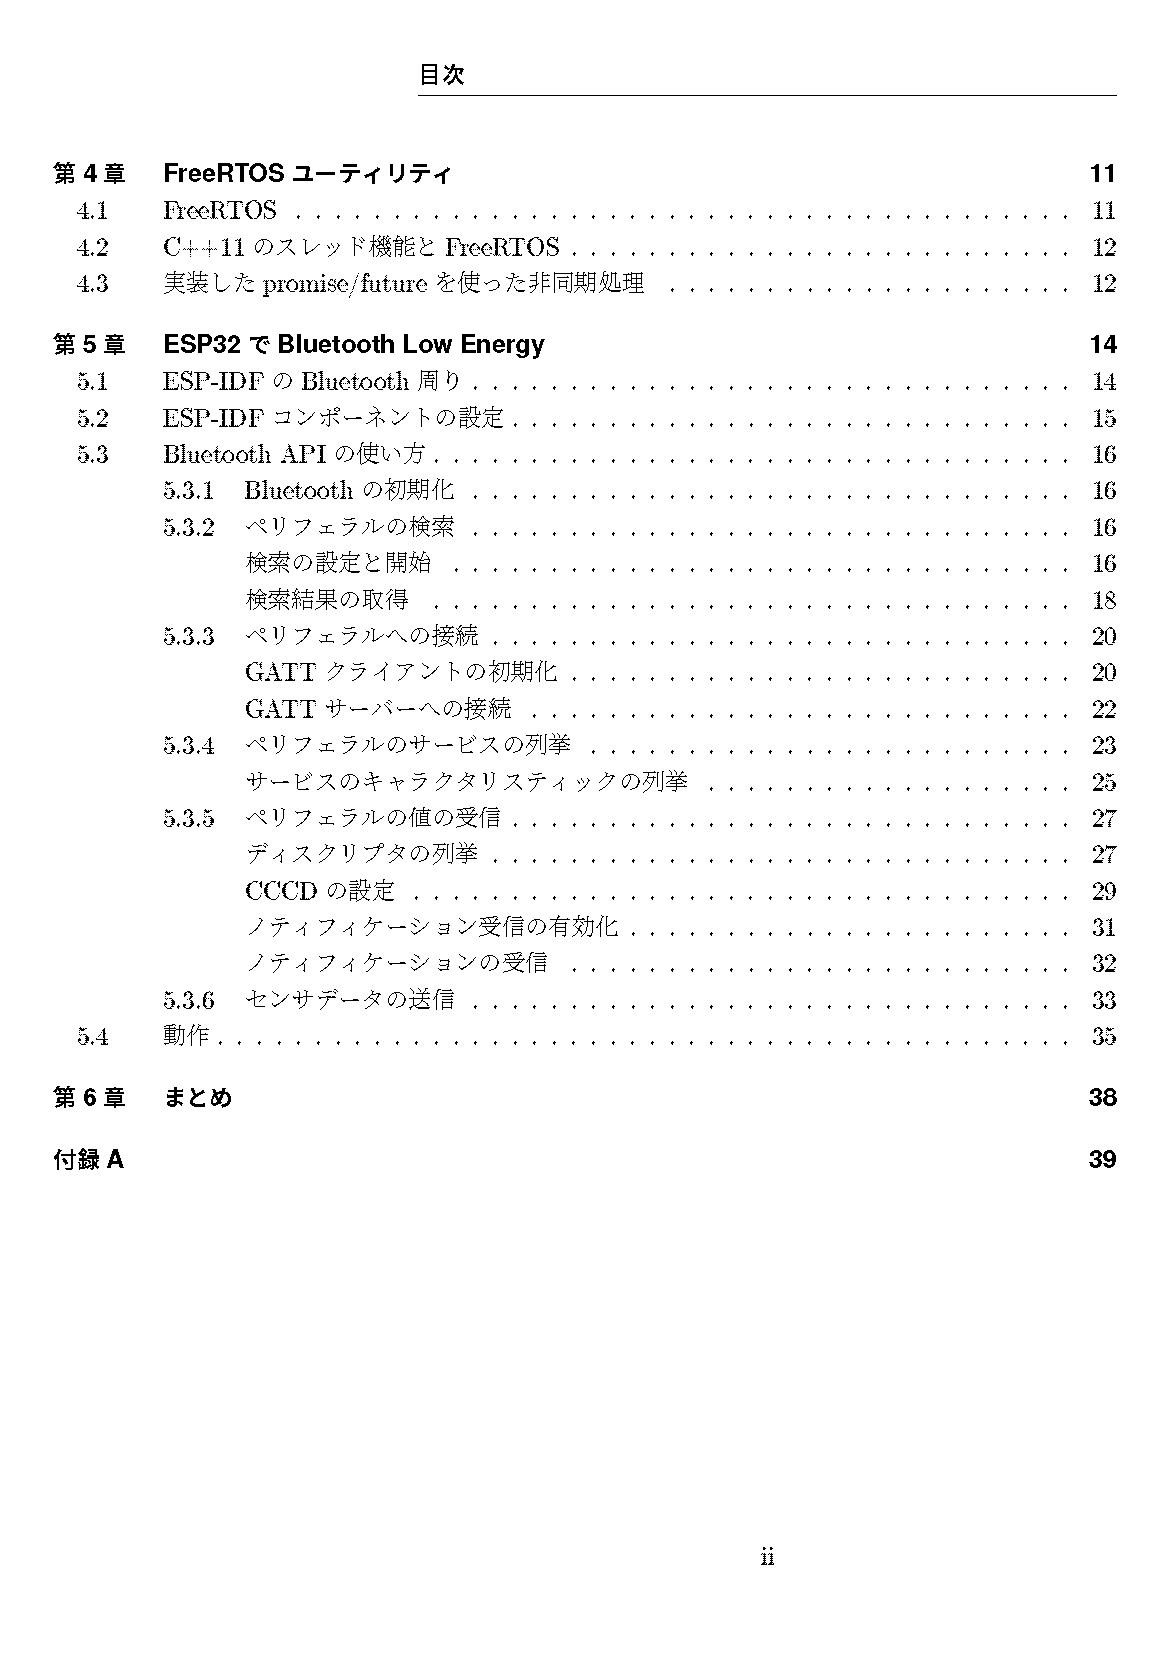 目次
第 4 章 FreeRTOS ユーティリティ 11
4.1 FreeRTOS . . . . . . . . . . . . . . . . . . . . . . . . . . . . . . . . . . . . . . . . 11
4.2 C++11 のスレッド機能と FreeRTOS . . . . . . . . . . . . . . . . . . . . . . . . . . 12
4.3 実装した promise/future を使った非同期処理 . . . . . . . . . . . . . . . . . . . . . 12
第 5 章 ESP32 で Bluetooth Low Energy 14
5.1 ESP-IDF の Bluetooth 周り . . . . . . . . . . . . . . . . . . . . . . . . . . . . . . . 14
5.2 ESP-IDF コンポーネントの設定 . . . . . . . . . . . . . . . . . . . . . . . . . . . . . 15
5.3 Bluetooth API の使い方 . . . . . . . . . . . . . . . . . . . . . . . . . . . . . . . . . 16
5.3.1 Bluetooth の初期化 . . . . . . . . . . . . . . . . . . . . . . . . . . . . . . . 16
5.3.2 ペリフェラルの検索 . . . . . . . . . . . . . . . . . . . . . . . . . . . . . . . 16
検索の設定と開始 . . . . . . . . . . . . . . . . . . . . . . . . . . . . . . . . 16
検索結果の取得 . . . . . . . . . . . . . . . . . . . . . . . . . . . . . . . . . 18
5.3.3 ペリフェラルへの接続 . . . . . . . . . . . . . . . . . . . . . . . . . . . . . . 20
GATT クライアントの初期化 . . . . . . . . . . . . . . . . . . . . . . . . . . 20
GATT サーバーへの接続 . . . . . . . . . . . . . . . . . . . . . . . . . . . . 22
5.3.4 ペリフェラルのサービスの列挙 . . . . . . . . . . . . . . . . . . . . . . . . . 23
サービスのキャラクタリスティックの列挙 . . . . . . . . . . . . . . . . . . . 25
5.3.5 ペリフェラルの値の受信 . . . . . . . . . . . . . . . . . . . . . . . . . . . . . 27
ディスクリプタの列挙 . . . . . . . . . . . . . . . . . . . . . . . . . . . . . . 27
CCCD の設定 . . . . . . . . . . . . . . . . . . . . . . . . . . . . . . . . . . 29
ノティフィケーション受信の有効化 . . . . . . . . . . . . . . . . . . . . . . . 31
ノティフィケーションの受信 . . . . . . . . . . . . . . . . . . . . . . . . . . 32
5.3.6 センサデータの送信 . . . . . . . . . . . . . . . . . . . . . . . . . . . . . . . 33
5.4 動作 . . . . . . . . . . . . . . . . . . . . . . . . . . . . . . . . . . . . . . . . . . . . 35
第 6 章 まとめ 38
付録 A 39
ii